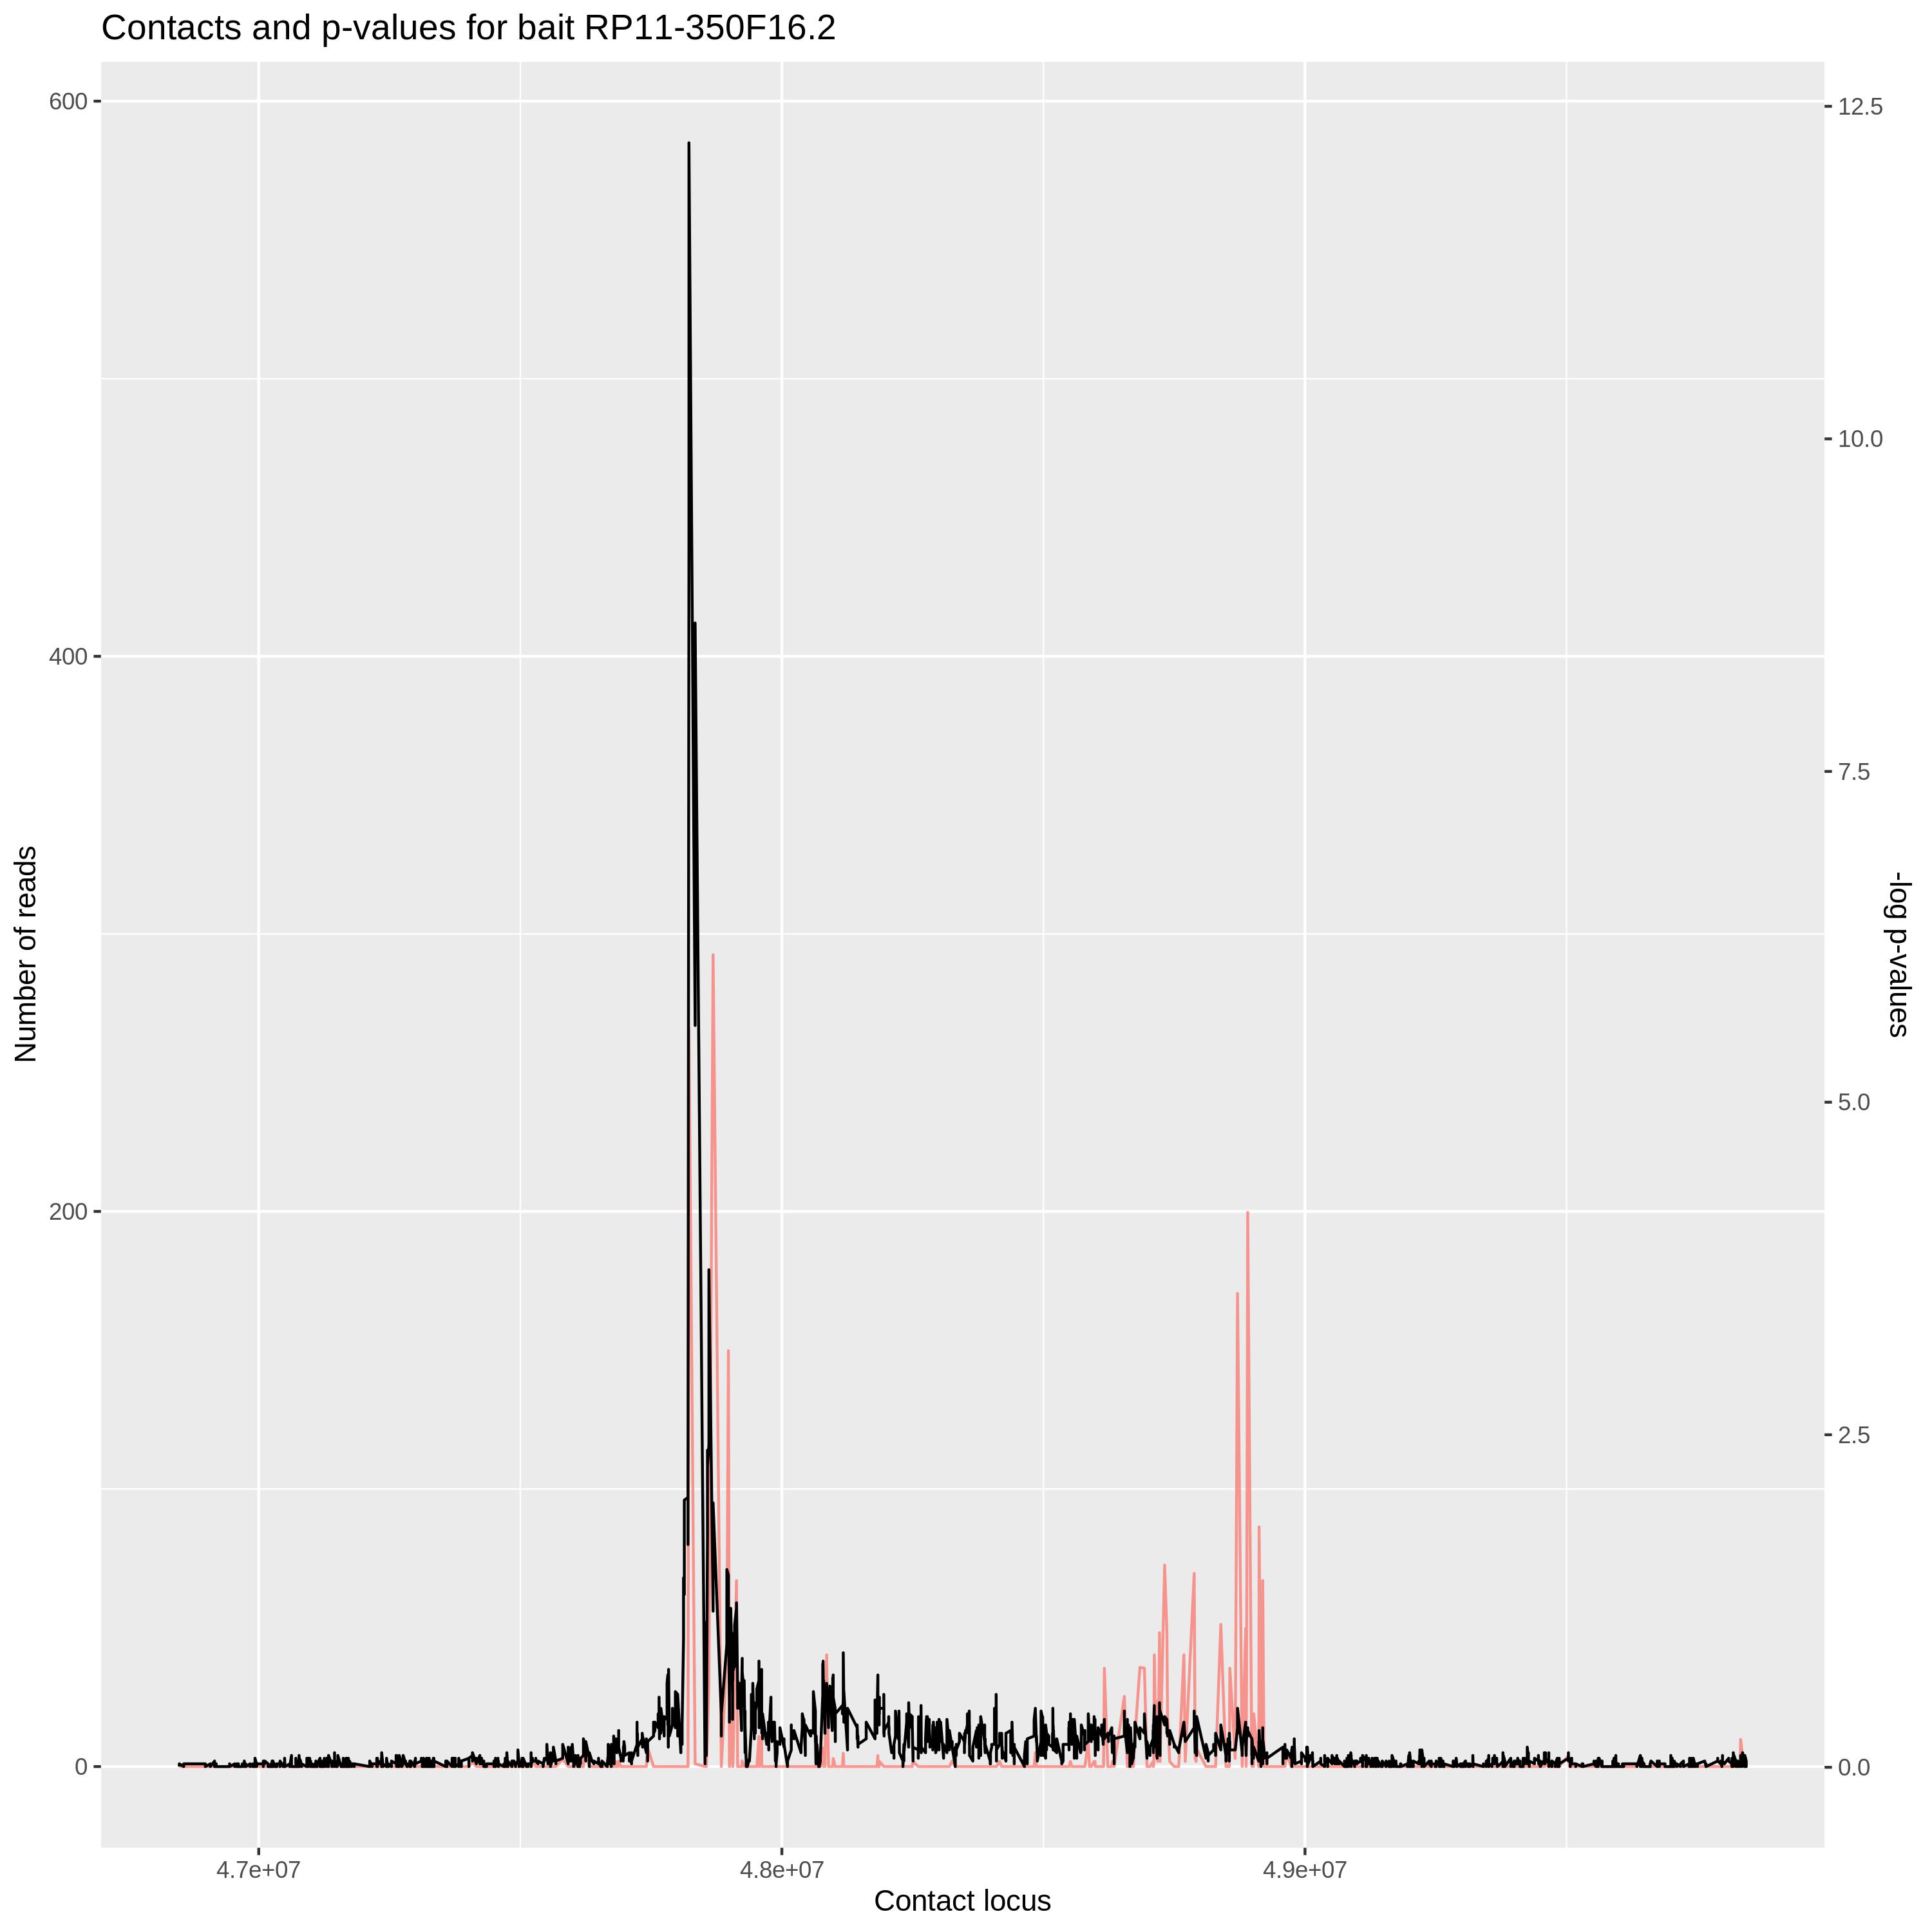 Contacts and p-values for bait RP11-350F16.2
600
400
200
0
Number of reads
12.5
10.0
7.5
5.0
2.5
0.0
-log p-values
4.7e+07
4.8e+07
4.9e+07
Contact locus